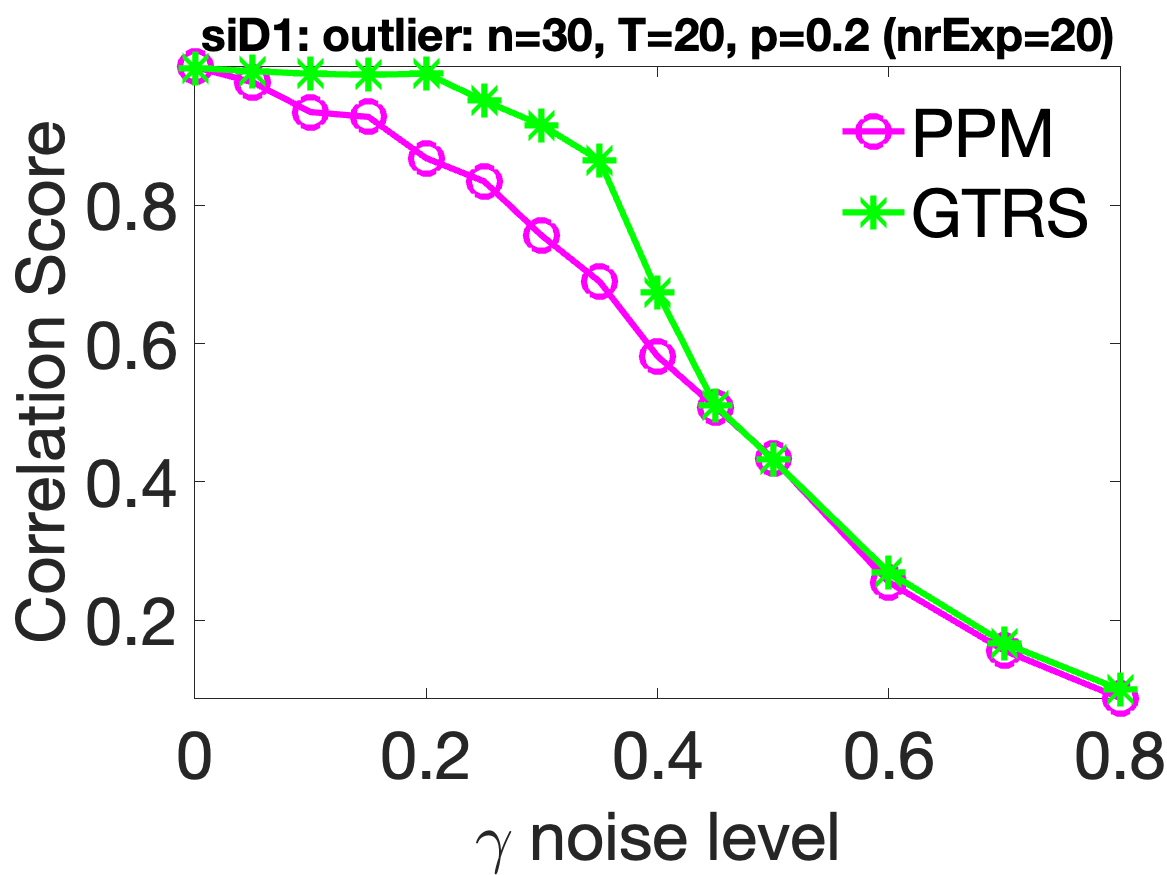 siD1: outlier: n=30, T=20, p=0.2 (nrExp=20)
PPM
GTRS
Correlation Score
0.8
0.6
0.4
0.2
0 0.2 0.4 0.6 0.8
γ noise level